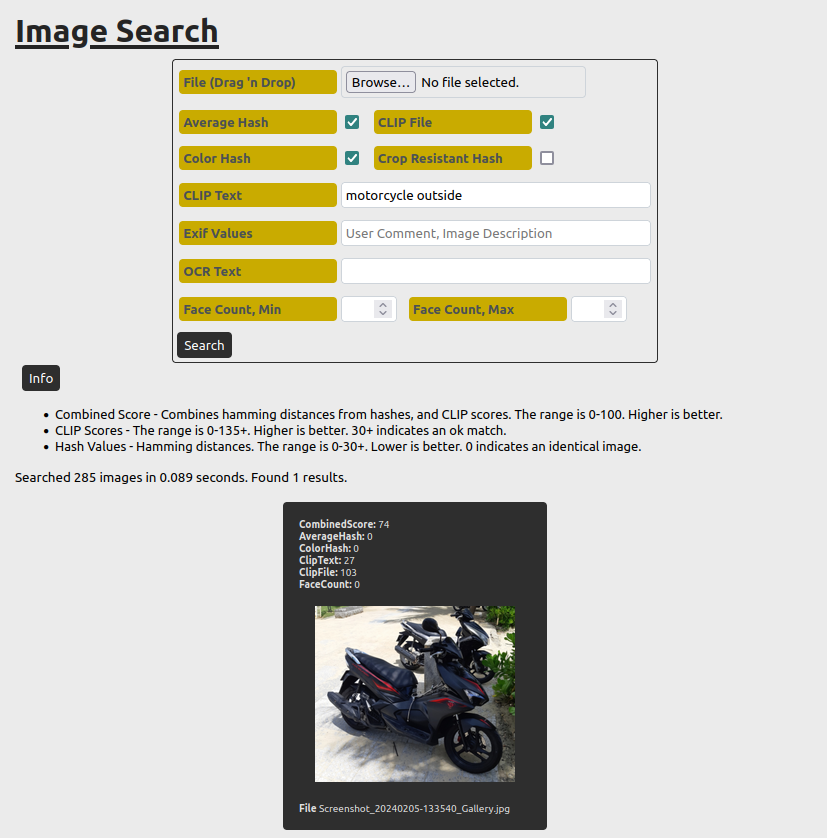 Image Search
File (Drag 'n Drop) Browse... No file selected.
Average Hash CLIP File
Color Hash Crop Resistant Hash
CLIP Text motorcycle outside
Exif Values User Comment, Image Description
OCR Text
Face Count, Min Face Count, Max
Search
Info
• Combined Score - Combines hamming distances from hashes, and CLIP scores. The range is 0-100. Higher is better.
• CLIP Scores - The range is 0-135+. Higher is better. 30+ indicates an ok match.
• Hash Values - Hamming distances. The range is 0-30+. Lower is better. 0 indicates an identical image.
Searched 285 images in 0.089 seconds. Found 1 results.
CombinedScore: 74
AverageHash: 0
ColorHash: 0
ClipText: 27
ClipFile: 103
FaceCount: 0
File Screenshot_20240205-133540_Gallery.jpg